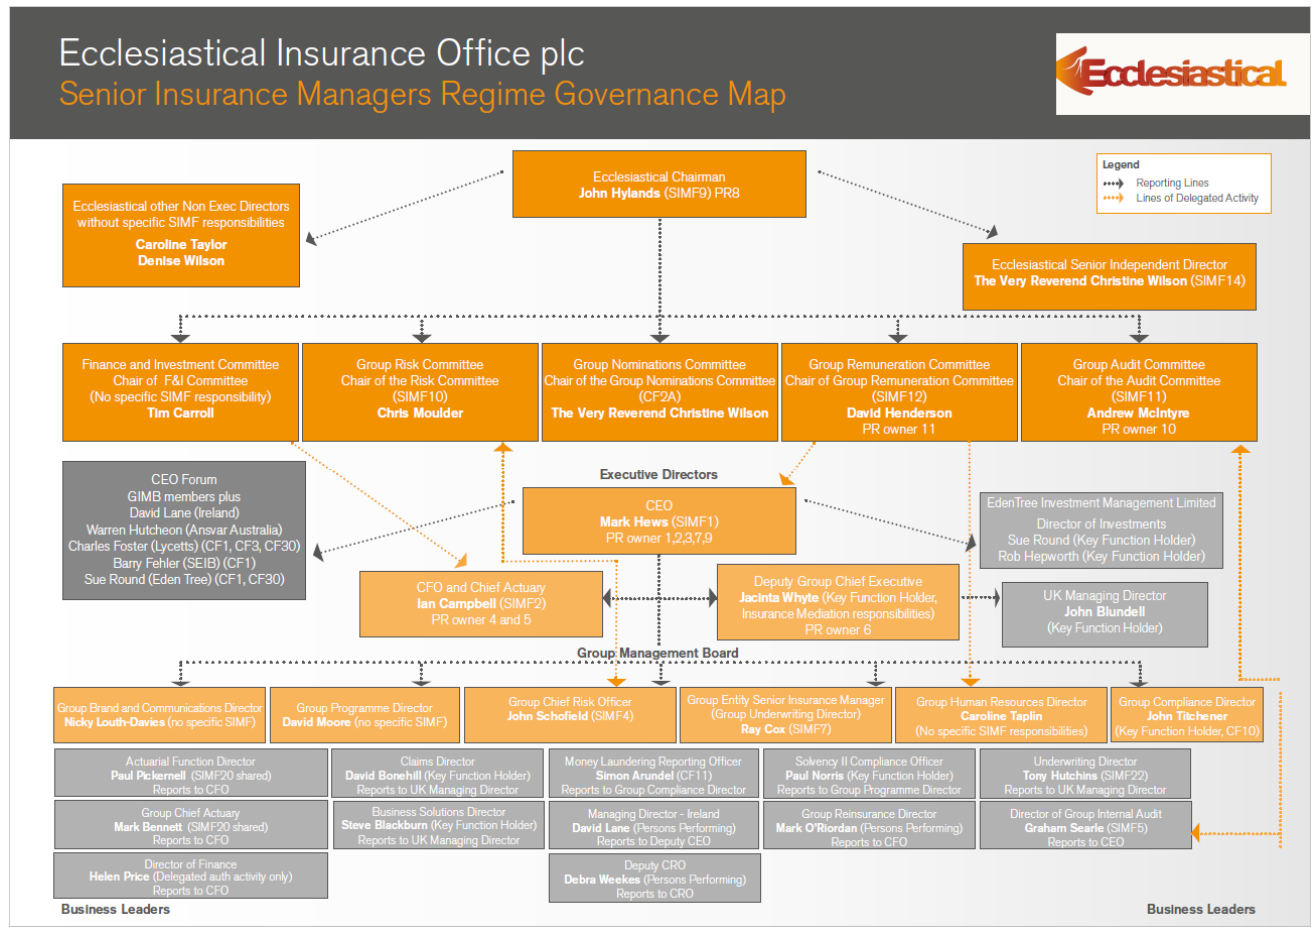 Ecclesiastical Insurance Office plc
Senior Insurance Managers Regime Governance Map
Ecclesiastical
Legend
Reporting Lines
Lines of Delegated Activity
Ecclesiastical Chairman
John Hylands (SIMF9) PR8
Ecclesiastical other Non Exec Directors
without specific SIMF responsibilities
Caroline Taylor
Denise Wilson
Ecclesiastical Senior Independent Director
The Very Reverend Christine Wilson (SIMF14)
Finance and Investment Committee
Chair of F&I Committee
(No specific SIMF responsibility)
Tim Carroll
Group Risk Committee
Chair of the Risk Committee
(SIMF10)
Chris Moulder
Group Nominations Committee
Chair of the Group Nominations Committee
(CF2A)
The Very Reverend Christine Wilson
Group Remuneration Committee
Chair of Group Remuneration Committee
(SIMF12)
David Henderson
PR owner 11
Group Audit Committee
Chair of the Audit Committee
(SIMF11)
Andrew McIntyre
PR owner 10
CEO Forum
GIMB members plus
David Lane (Ireland)
Warren Hutcheon (Ansvar Australia)
Charles Foster (Lycetts) (CF1, CF3, CF30)
Barry Fehler (SEIB) (CF1)
Sue Round (Eden Tree) (CF1, CF30)
Executive Directors
CEO
Mark Hews (SIMF1)
PR owner 1,2,3,7,9
EdenTree Investment Management Limited
Director of Investments
Sue Round (Key Function Holder)
Rob Hepworth (Key Function Holder)
CFO and Chief Actuary
Ian Campbell (SIMF2)
PR owner 4 and 5
Deputy Group Chief Executive
Jacinta Whyte (Key Function Holder,
Insurance Mediation responsibilities)
PR owner 6
UK Managing Director
John Blundell
(Key Function Holder)
Group Management Board
Group Brand and Communications Director
Nicky Louth-Davies (no specific SIMF)
Group Programme Director
David Moore (no specific SIMF)
Group Chief Risk Officer
John Schofield (SIMF4)
Group Entity Senior Insurance Manager
(Group Underwriting Director)
Ray Cox (SIMF7)
Group Human Resources Director
Caroline Taplin
(No specific SIMF responsibilities)
Group Compliance Director
John Titchener
(Key Function Holder, CF10)
Actuarial Function Director
Paul Pickernell (SIMF20 shared)
Reports to CFO
Claims Director
David Bonehill (Key Function Holder)
Reports to UK Managing Director
Money Laundering Reporting Officer
Simon Arundel (CF11)
Reports to Group Compliance Director
Solvency II Compliance Officer
Paul Norris (Key Function Holder)
Reports to Group Programme Director
Underwriting Director
Tony Hutchins (SIMF22)
Reports to UK Managing Director
Group Chief Actuary
Mark Bennett (SIMF20 shared)
Reports to CFO
Business Solutions Director
Steve Blackburn (Key Function Holder)
Reports to UK Managing Director
Managing Director - Ireland
David Lane (Persons Performing)
Reports to Deputy CEO
Group Reinsurance Director
Mark O'Riordan (Persons Performing)
Reports to CFO
Director of Group Internal Audit
Graham Searle (SIMF5)
Reports to CEO
Director of Finance
Helen Price (Delegated auth activity only)
Reports to CFO
Deputy CRO
Debra Weekes (Persons Performing)
Reports to CRO
Business Leaders
Business Leaders